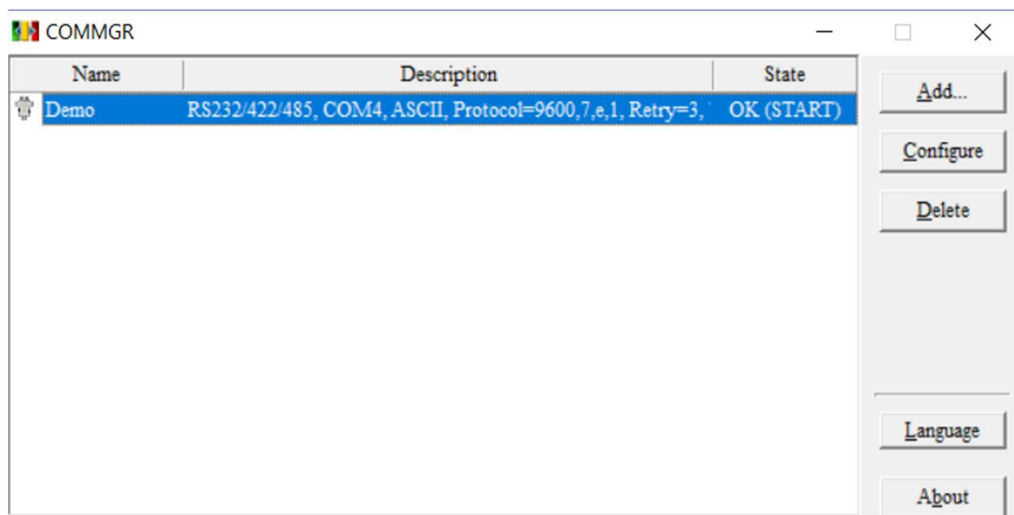 COMMGR
Name Description State
Demo RS232/422/485, COM4, ASCII, Protocol=9600,7,e,1, Retry=3, OK (START)
Add...
Configure
Delete
Language
About